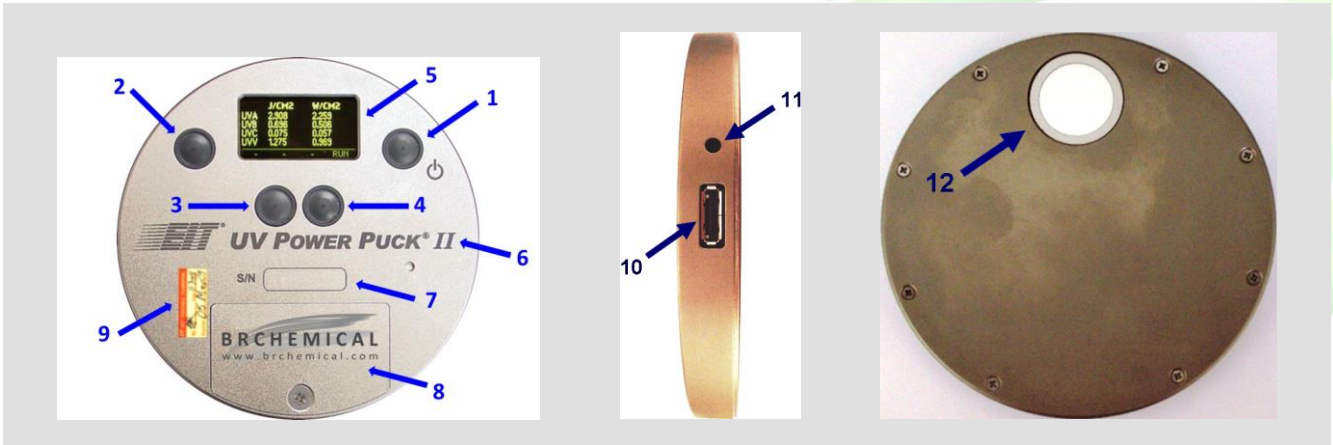 2
5
1
J/CM2 W/CM2
UVA 2.908 2.259
UVB 0.696 0.506
UVC 0.075 0.057
UVV 1.275 0.969
RUN
3
4
EIT® UV POWER PUCK® II
6
S/N
7
9
BRCHEMICAL
www.brchemical.com
8
11
10
12